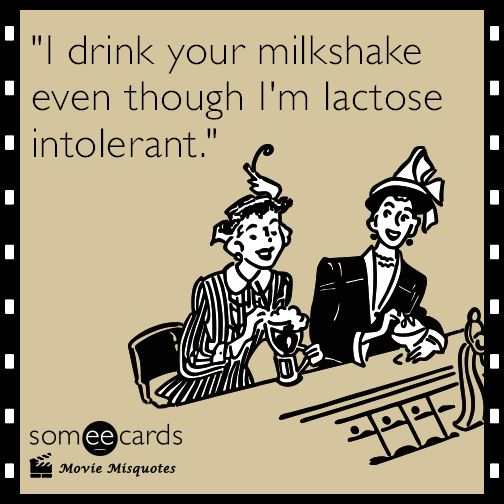 "I drink your milkshake
even though I'm lactose
intolerant."
someecards
Movie Misquotes